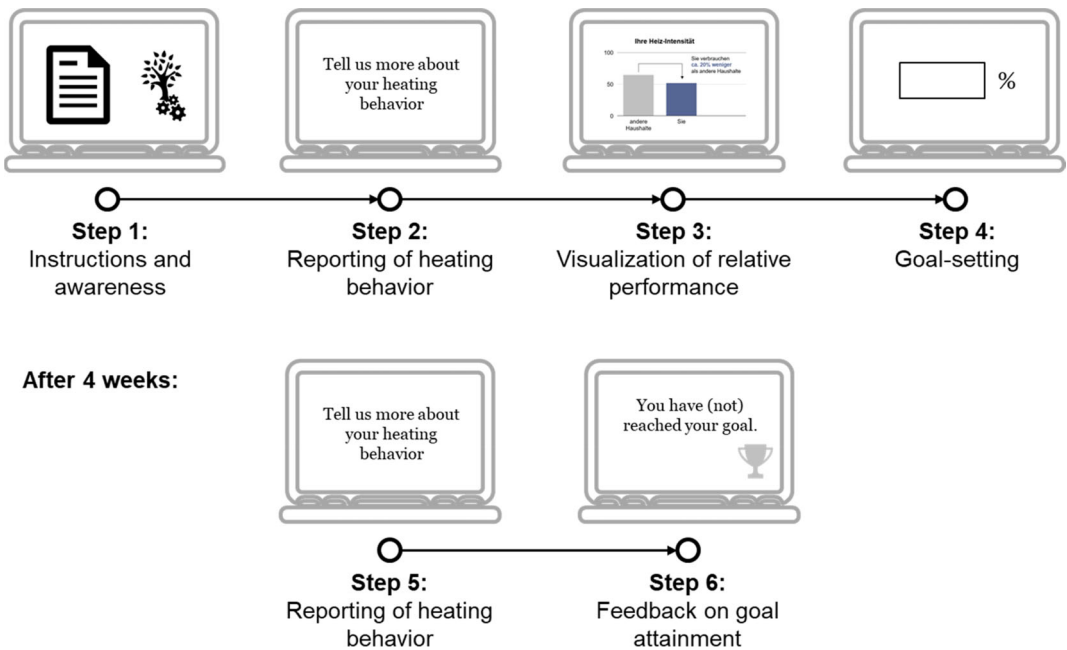 Tell us more about
your heating
behavior
Ihre Heiz-Intensität
100
50
0
Sie verbrauchen
ca. 20% weniger
als andere Haushalte
andere
Haushalte
Sie
%
Step 1:
Instructions and
awareness
Step 2:
Reporting of heating
behavior
Step 3:
Visualization of relative
performance
Step 4:
Goal-setting
After 4 weeks:
Tell us more about
your heating
behavior
You have (not)
reached your goal.
Step 5:
Reporting of heating
behavior
Step 6:
Feedback on goal
attainment